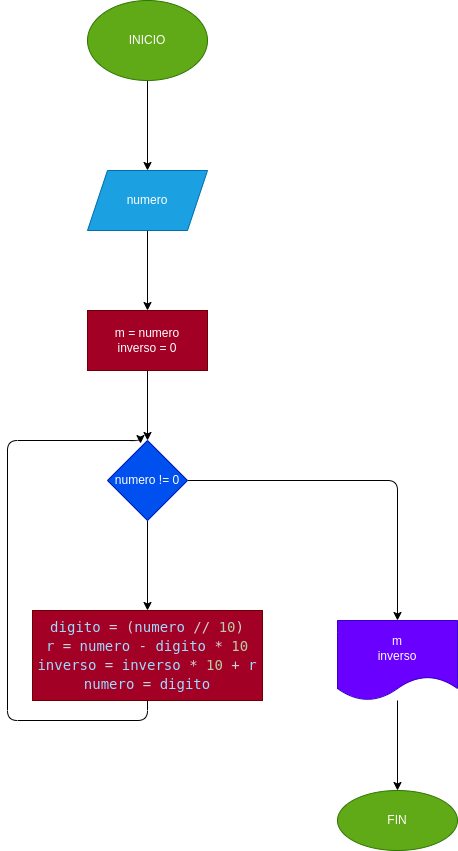 INICIO
numero
m = numero
inverso = 0
numero != 0
digito = (numero // 10)
r = numero - digito * 10
inverso = inverso * 10 + r
numero = digito
m
inverso
FIN